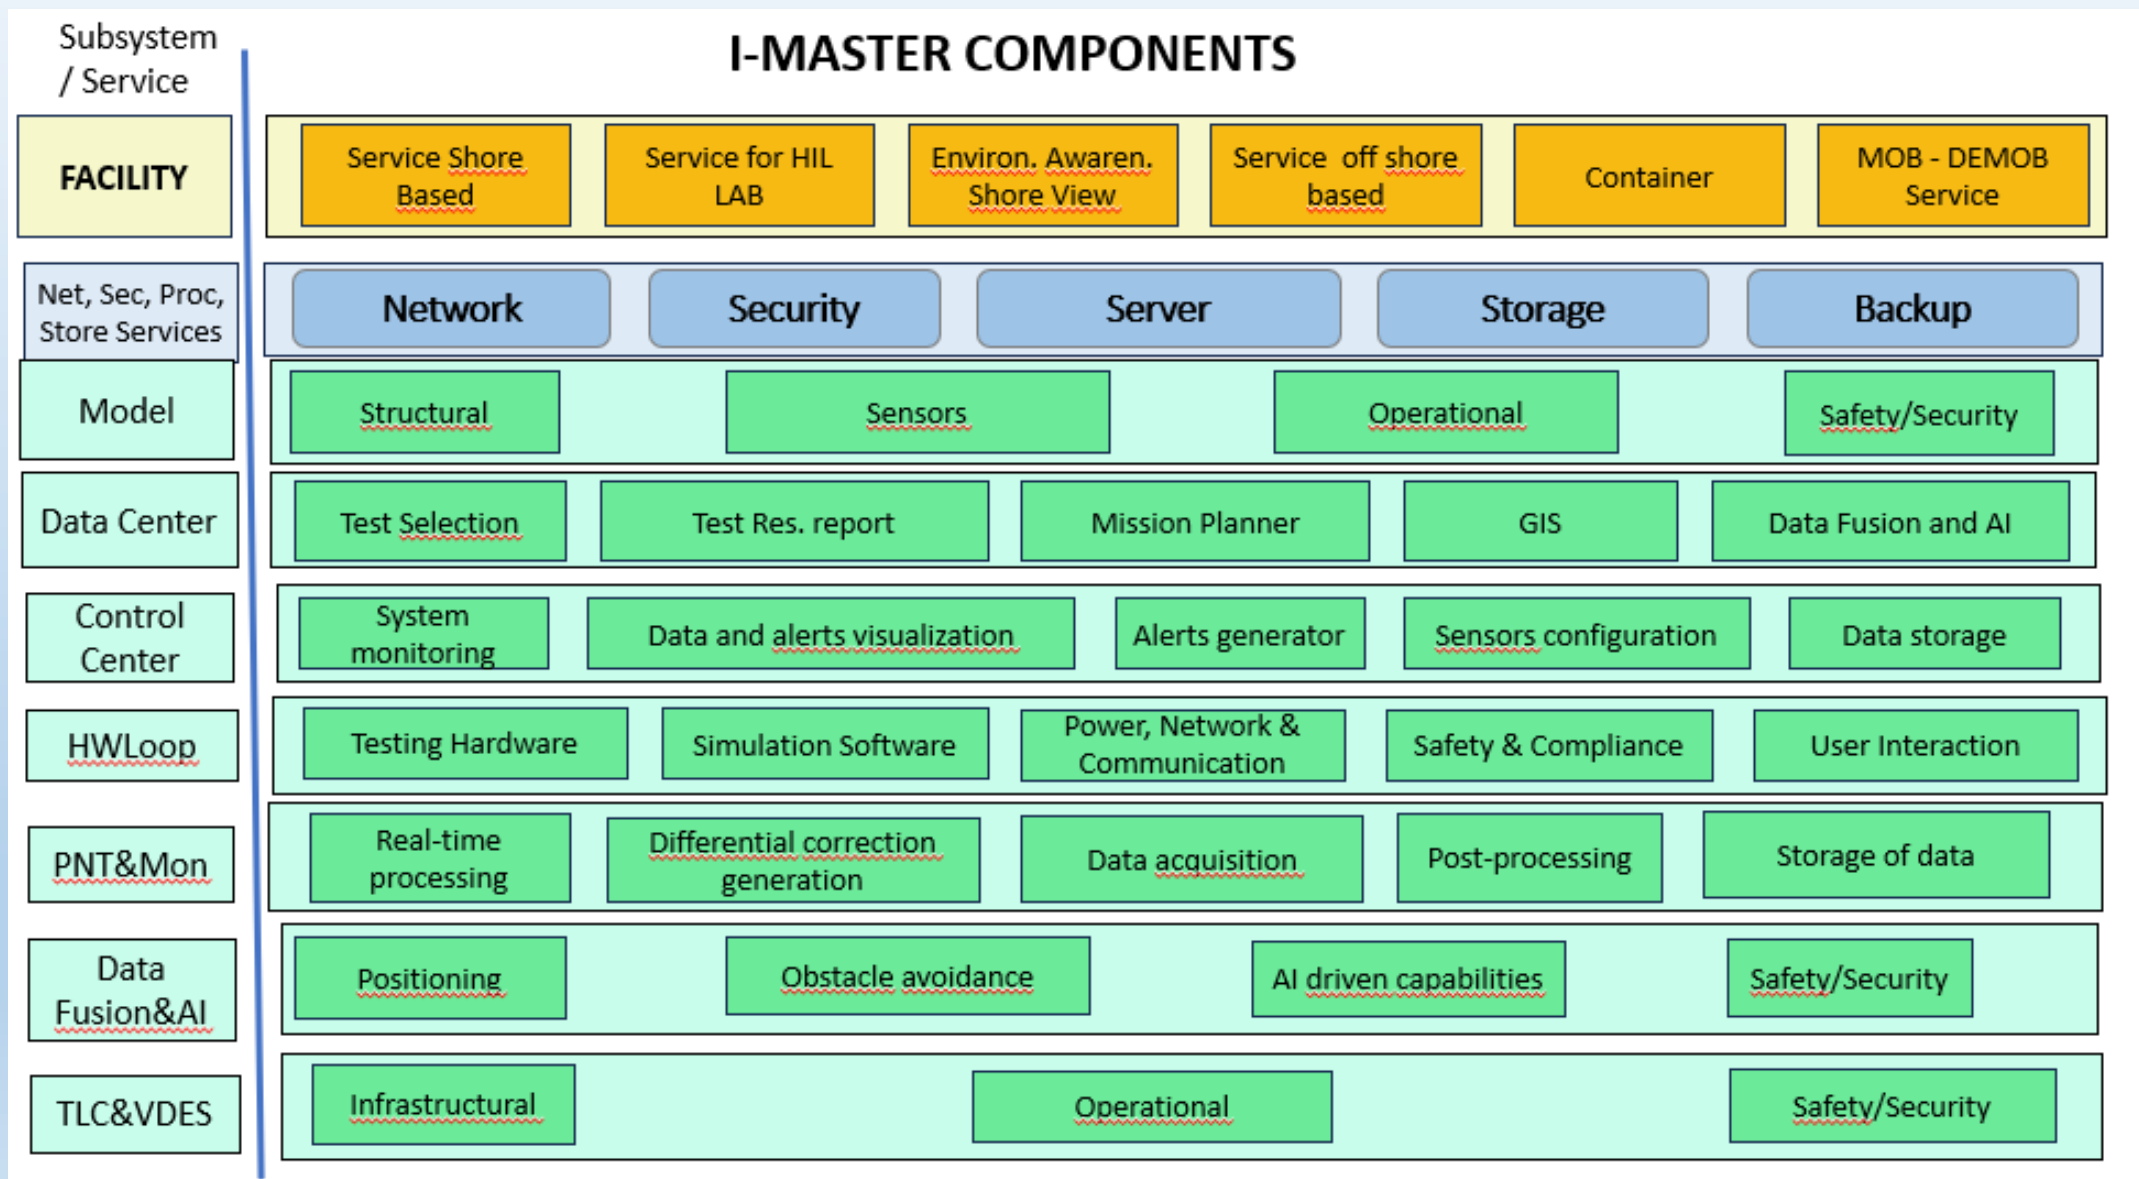 Subsystem
/ Service
I-MASTER COMPONENTS
FACILITY
Service Shore
Based
Service for HIL
LAB
Environ. Awaren.
Shore View
Service off shore
based
Container
MOB - DEMOB
Service
Net, Sec, Proc,
Store Services
Network
Security
Server
Storage
Backup
Model
Structural
Sensors
Operational
Safety/Security
Data Center
Test Selection
Test Res. report
Mission Planner
GIS
Data Fusion and AI
Control
Center
System
monitoring
Data and alerts visualization
Alerts generator
Sensors configuration
Data storage
HWLoop
Testing Hardware
Simulation Software
Power, Network &
Communication
Safety & Compliance
User Interaction
PNT&Mon
Real-time
processing
Differential correction
generation
Data acquisition
Post-processing
Storage of data
Data
Fusion&AI
Positioning
Obstacle avoidance
AI driven capabilities
Safety/Security
TLC&VDES
Infrastructural
Operational
Safety/Security